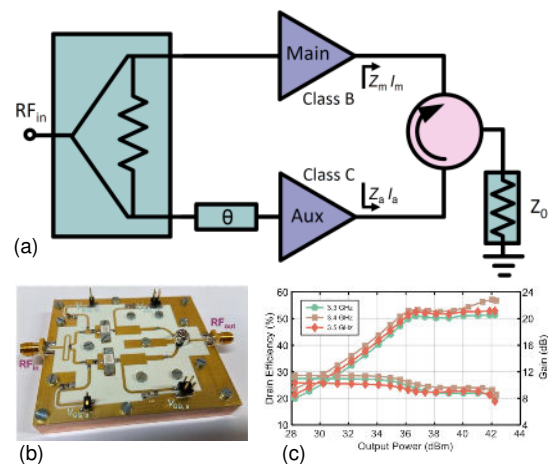 Main
Class B
Z_m I_m
RF_in
Z_0
Class C
θ
Aux
Z_a I_a
(a)
RF_out
RF_in
(b)
(c)
60
50
40
30
20
10
0
Drain Efficiency (%)
3.3 GHz
3.4 GHz
3.5 GHz
24
20
16
12
8
4
0
Gain (dB)
28 30 32 34 36 38 40 42 44
Output Power (dBm)